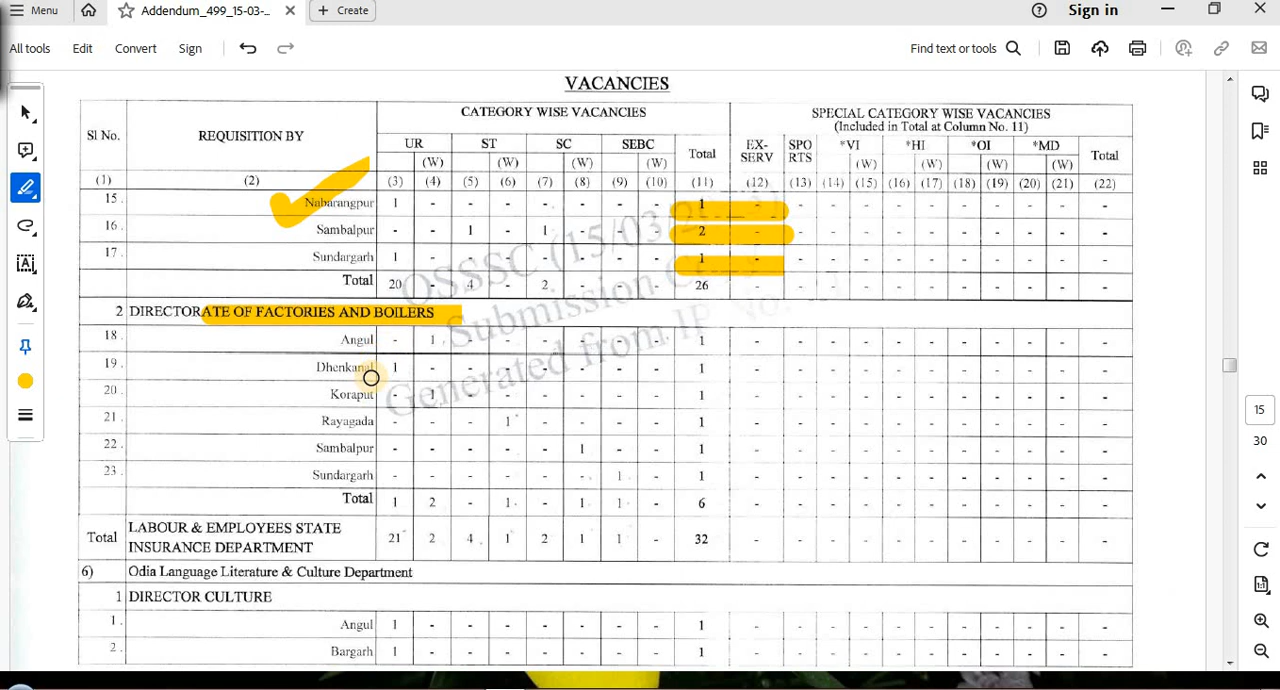 Menu Addendum_499_15-03-... Create Sign in
All tools Edit Convert Sign Find text or tools
VACANCIES
Sl No. REQUISITION BY CATEGORY WISE VACANCIES SPECIAL CATEGORY WISE VACANCIES
(Included in Total at Column No. 11)
UR ST SC SEBC Total EX-SERV SPORTS *VI *HI *OI *MD Total
(W) (W) (W) (W) (W) (W) (W) (W)
(1) (2) (3) (4) (5) (6) (7) (8) (9) (10) (11) (12) (13) (14) (15) (16) (17) (18) (19) (20) (21) (22)
15. Nabarangpur 1 - - - - - - - 1 - - - - - - - - - - -
16. Sambalpur - - 1 - 1 - - - 2 - - - - - - - - - - -
17. Sundargarh 1 - - - - - - - 1 - - - - - - - - - - -
Total 20 - 4 - 2 - - - 26 - - - - - - - - - - -
2 DIRECTORATE OF FACTORIES AND BOILERS
18. Angul - 1 - - - - - - 1 - - - - - - - - - - -
19. Dhenkanal 1 - - - - - - - 1 - - - - - - - - - - -
20. Koraput - 1 - - - - - - 1 - - - - - - - - - - -
21. Rayagada - - - 1 - - - - 1 - - - - - - - - - - -
22. Sambalpur - - - - - 1 - - 1 - - - - - - - - - - -
23. Sundargarh - - - - - - 1 - 1 - - - - - - - - - - -
Total 1 2 - 1 - 1 1 - 6 - - - - - - - - - - -
Total LABOUR & EMPLOYEES STATE INSURANCE DEPARTMENT 21 2 4 1 2 1 1 - 32 - - - - - - - - - - -
6) Odia Language Literature & Culture Department
1 DIRECTOR CULTURE
1. Angul 1 - - - - - - - 1 - - - - - - - - - - -
2. Bargarh 1 - - - - - - - 1 - - - - - - - - - - -
OSSSC (15/03/
Submission
Generated from IP No.
15
30